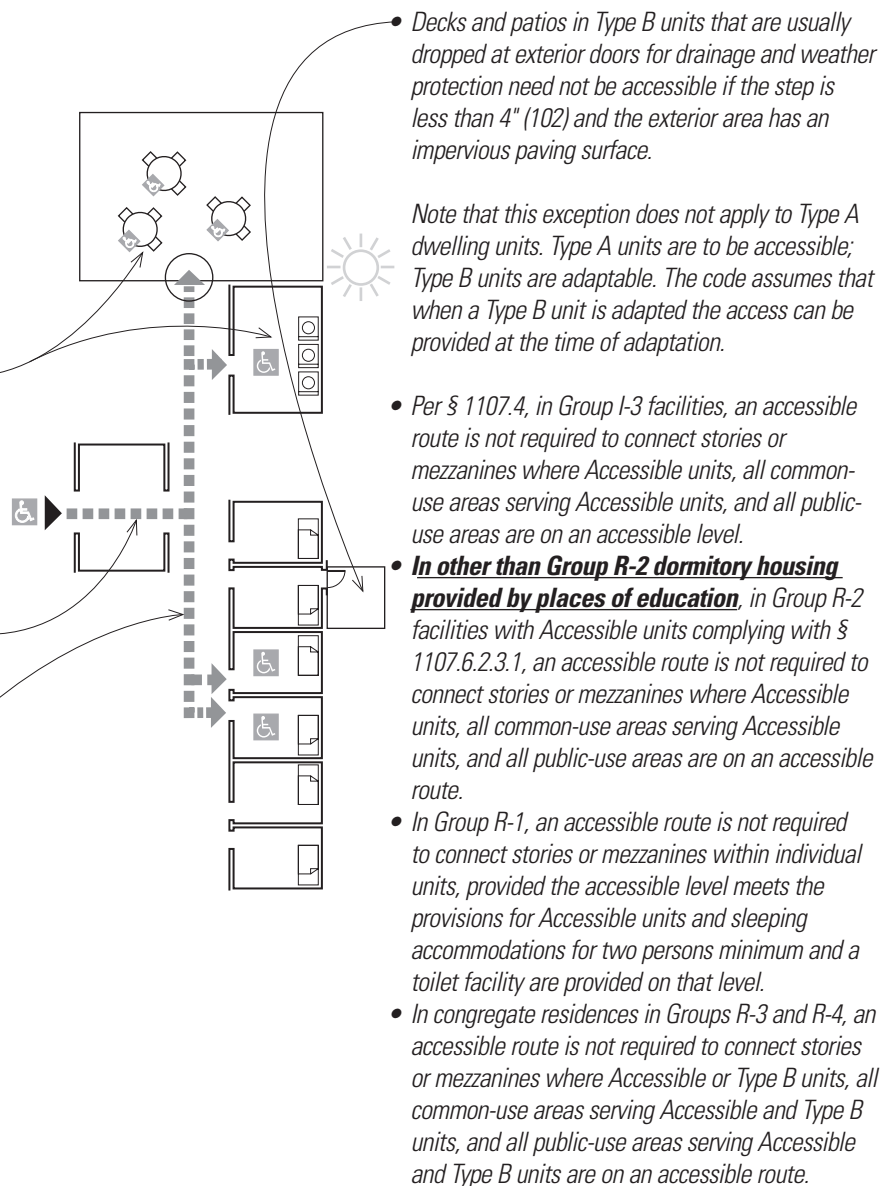 • Decks and patios in Type B units that are usually
dropped at exterior doors for drainage and weather
protection need not be accessible if the step is
less than 4" (102) and the exterior area has an
impervious paving surface.
Note that this exception does not apply to Type A
dwelling units. Type A units are to be accessible;
Type B units are adaptable. The code assumes that
when a Type B unit is adapted the access can be
provided at the time of adaptation.
• Per § 1107.4, in Group I-3 facilities, an accessible
route is not required to connect stories or
mezzanines where Accessible units, all common-
use areas serving Accessible units, and all public-
use areas are on an accessible level.
• In other than Group R-2 dormitory housing
provided by places of education, in Group R-2
facilities with Accessible units complying with §
1107.6.2.3.1, an accessible route is not required to
connect stories or mezzanines where Accessible
units, all common-use areas serving Accessible
units, and all public-use areas are on an accessible
route.
• In Group R-1, an accessible route is not required
to connect stories or mezzanines within individual
units, provided the accessible level meets the
provisions for Accessible units and sleeping
accommodations for two persons minimum and a
toilet facility are provided on that level.
• In congregate residences in Groups R-3 and R-4, an
accessible route is not required to connect stories
or mezzanines where Accessible or Type B units, all
common-use areas serving Accessible and Type B
units, and all public-use areas serving Accessible
and Type B units are on an accessible route.